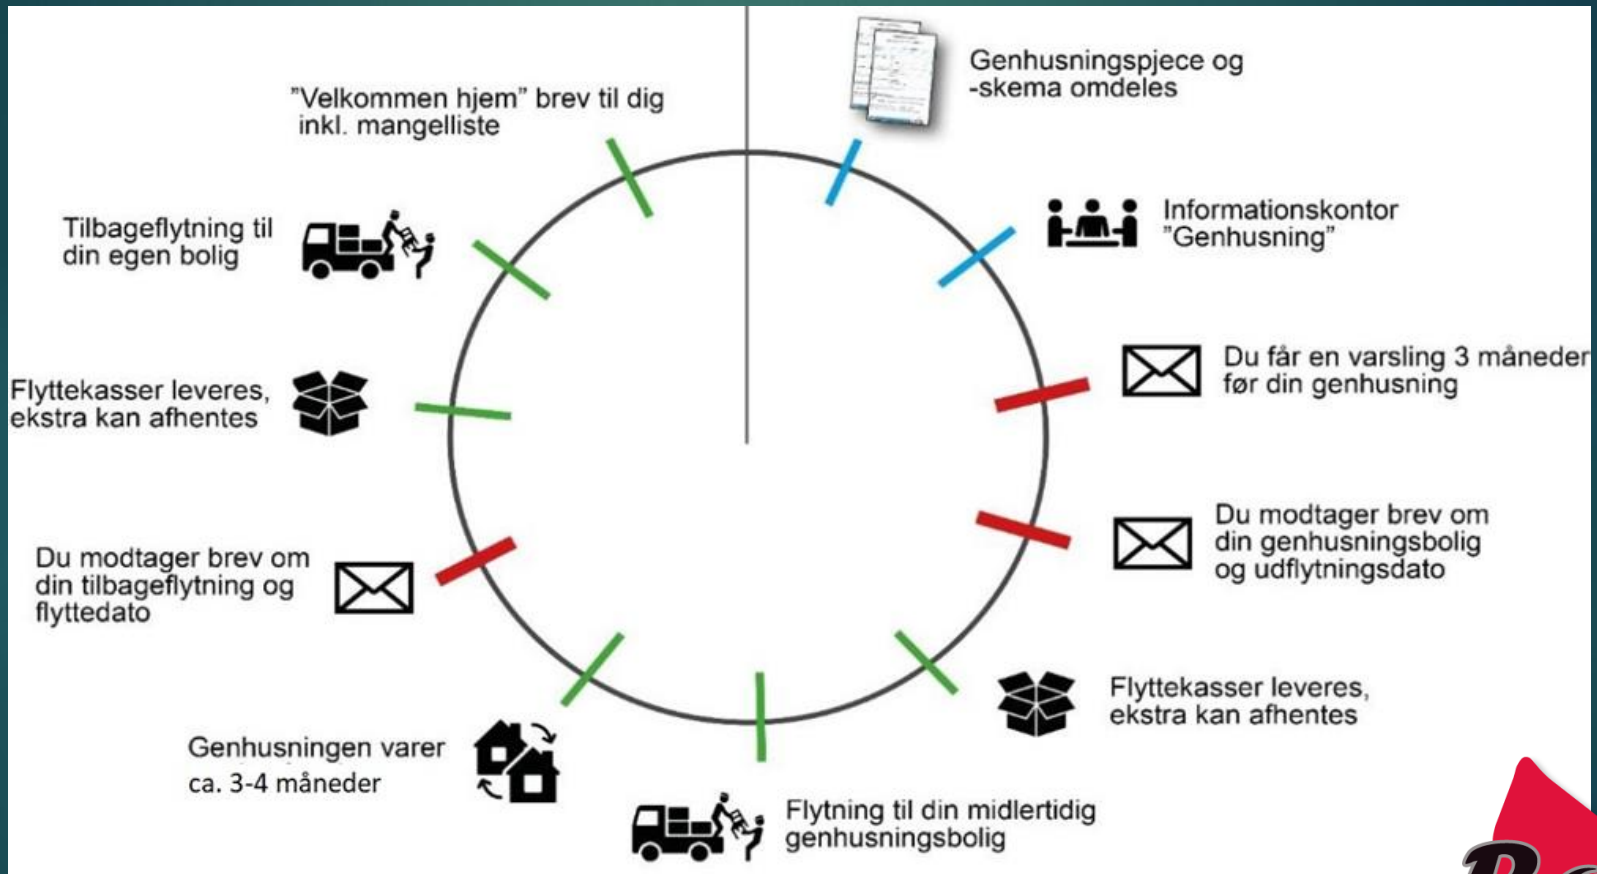 Genhusningspjece og
-skema omdeles
Informationskontor
"Genhusning"
Du får en varsling 3 måneder
før din genhusning
Du modtager brev om
din genhusningsbolig
og udflytningsdato
Flyttekasser leveres,
ekstra kan afhentes
Flytning til din midlertidig
genhusningsbolig
Genhusningen varer
ca. 3-4 måneder
Du modtager brev om
din tilbageflytning og
flyttedato
Flyttekasser leveres,
ekstra kan afhentes
Tilbageflytning til
din egen bolig
"Velkommen hjem" brev til dig
inkl. mangelliste